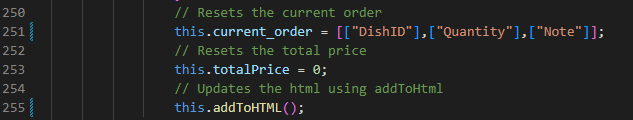 250 // Resets the current order
251 this.current_order = [["DishID"],["Quantity"],["Note"]];
252 // Resets the total price
253 this.totalPrice = 0;
254 // Updates the html using addToHtml
255 this.addToHTML();